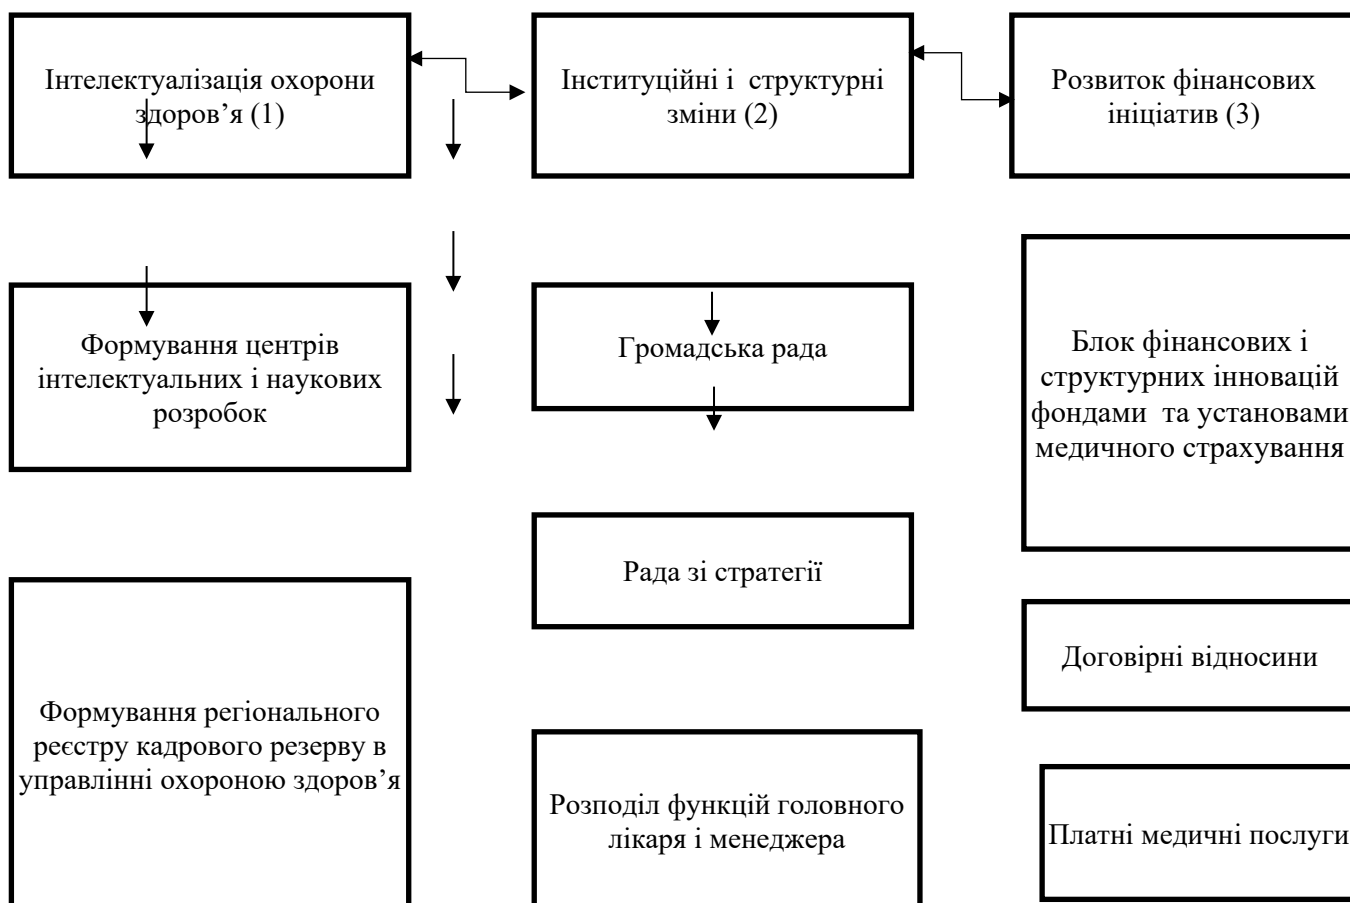 Інтелектуалізація охорони
здоров’я (1)
Інституційні і структурні
зміни (2)
Розвиток фінансових
ініціатив (3)
Формування центрів
інтелектуальних і наукових
розробок
Громадська рада
Блок фінансових і
структурних інновацій
фондами та установами
медичного страхування
Рада зі стратегії
Договірні відносини
Формування регіонального
реєстру кадрового резерву в
управлінні охороною здоров’я
Розподіл функцій головного
лікаря і менеджера
Платні медичні послуги